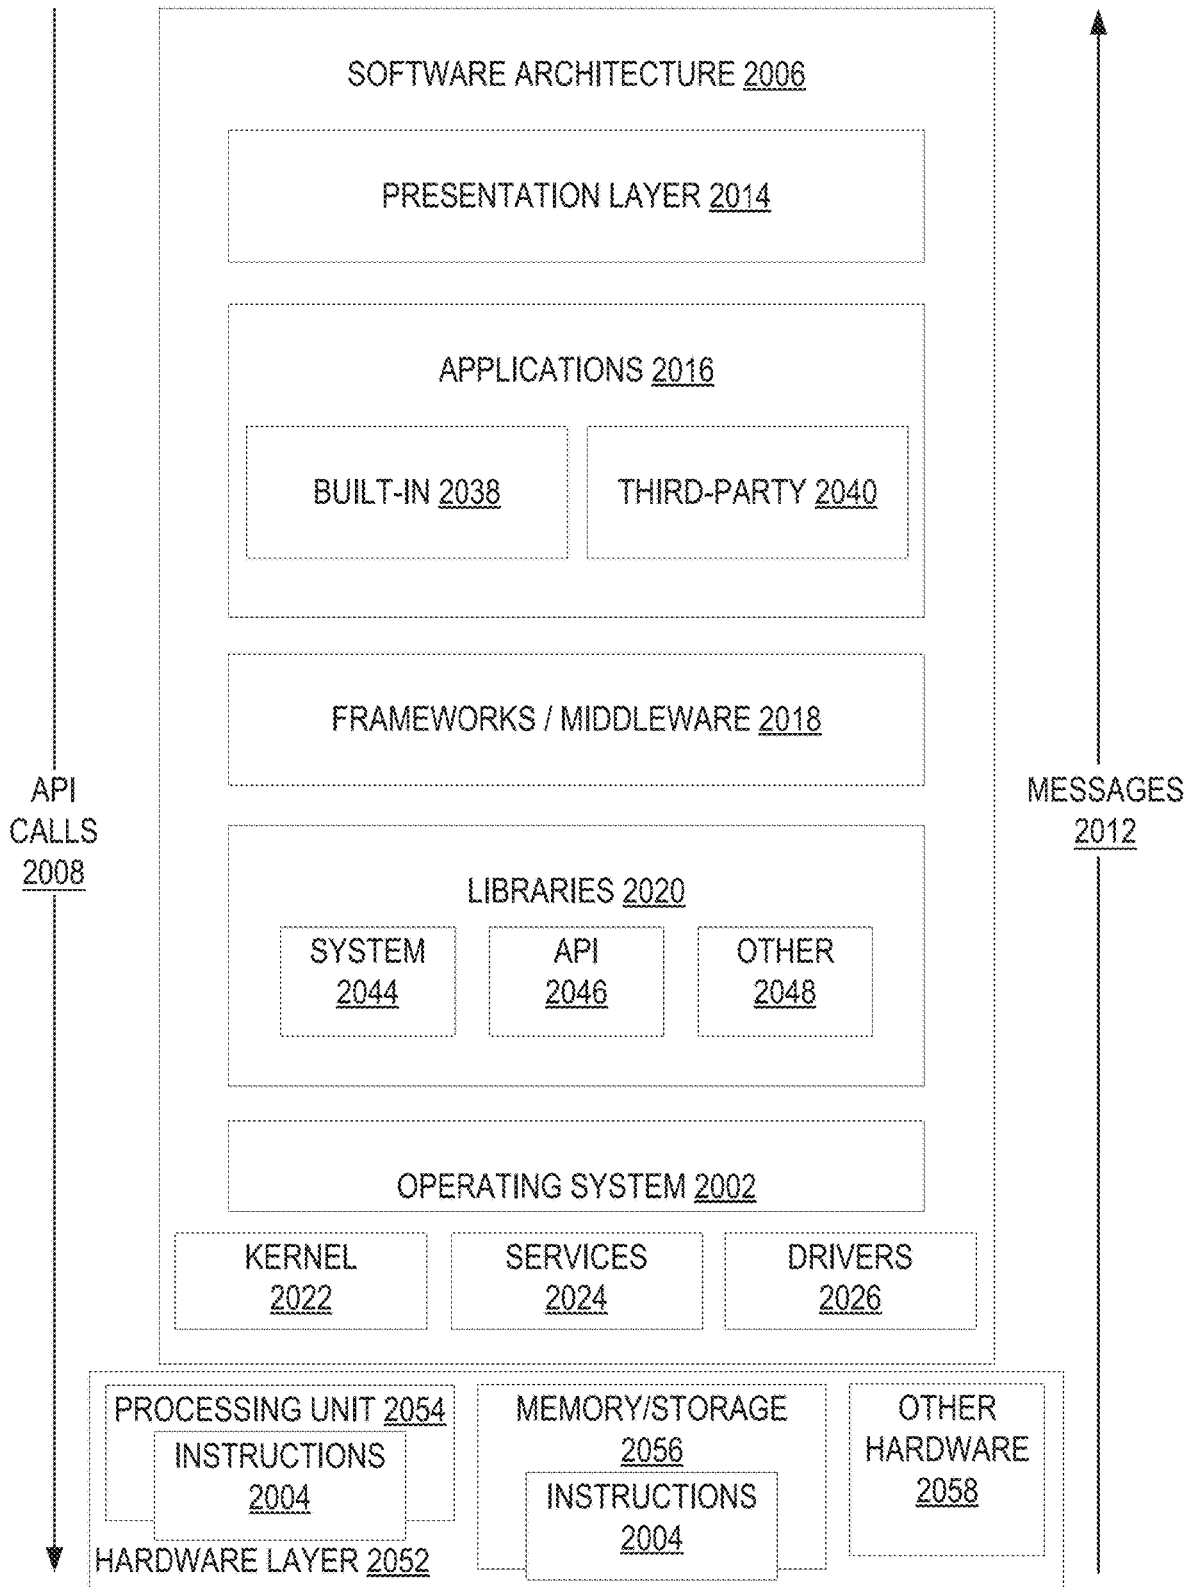 SOFTWARE ARCHITECTURE 2006
PRESENTATION LAYER 2014
APPLICATIONS 2016
BUILT-IN 2038
THIRD-PARTY 2040
FRAMEWORKS / MIDDLEWARE 2018
API
CALLS
2008
MESSAGES
2012
LIBRARIES 2020
SYSTEM
2044
API
2046
OTHER
2048
OPERATING SYSTEM 2002
KERNEL
2022
SERVICES
2024
DRIVERS
2026
PROCESSING UNIT 2054
INSTRUCTIONS
2004
MEMORY/STORAGE
2056
INSTRUCTIONS
2004
OTHER
HARDWARE
2058
HARDWARE LAYER 2052